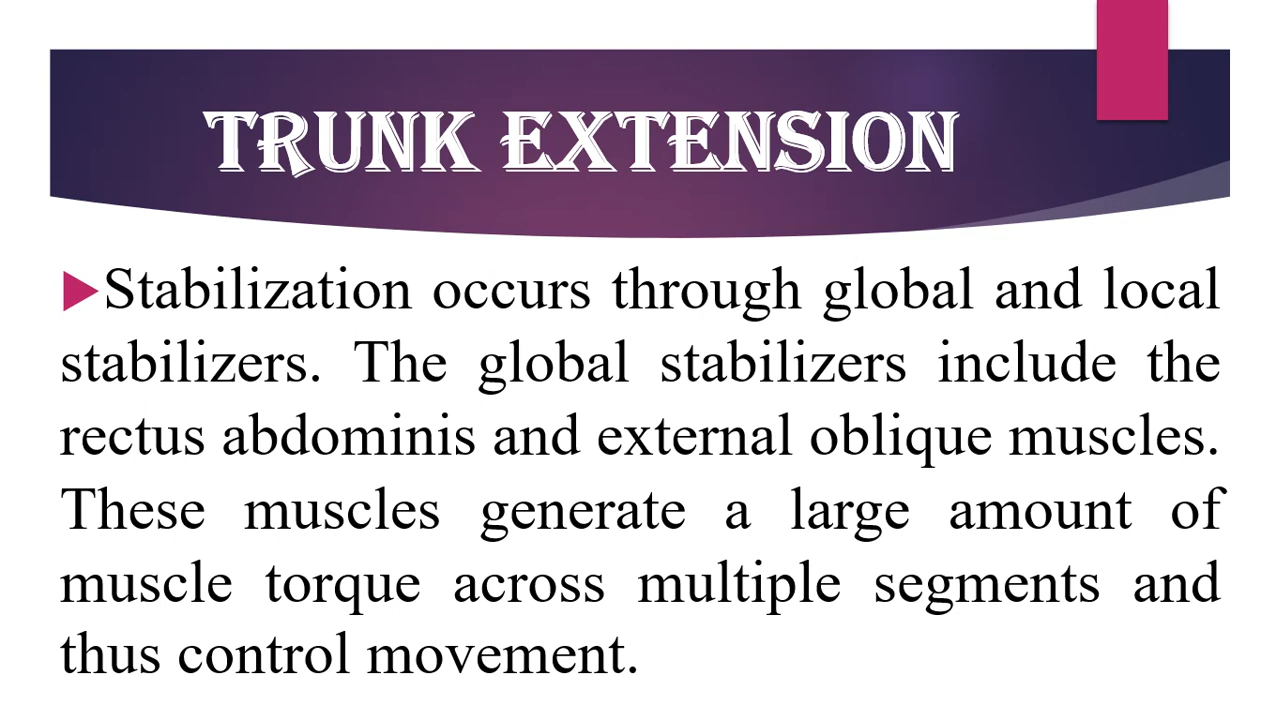 TRUNK EXTENSION
Stabilization occurs through global and local
stabilizers. The global stabilizers include the
rectus abdominis and external oblique muscles.
These muscles generate a large amount of
muscle torque across multiple segments and
thus control movement.